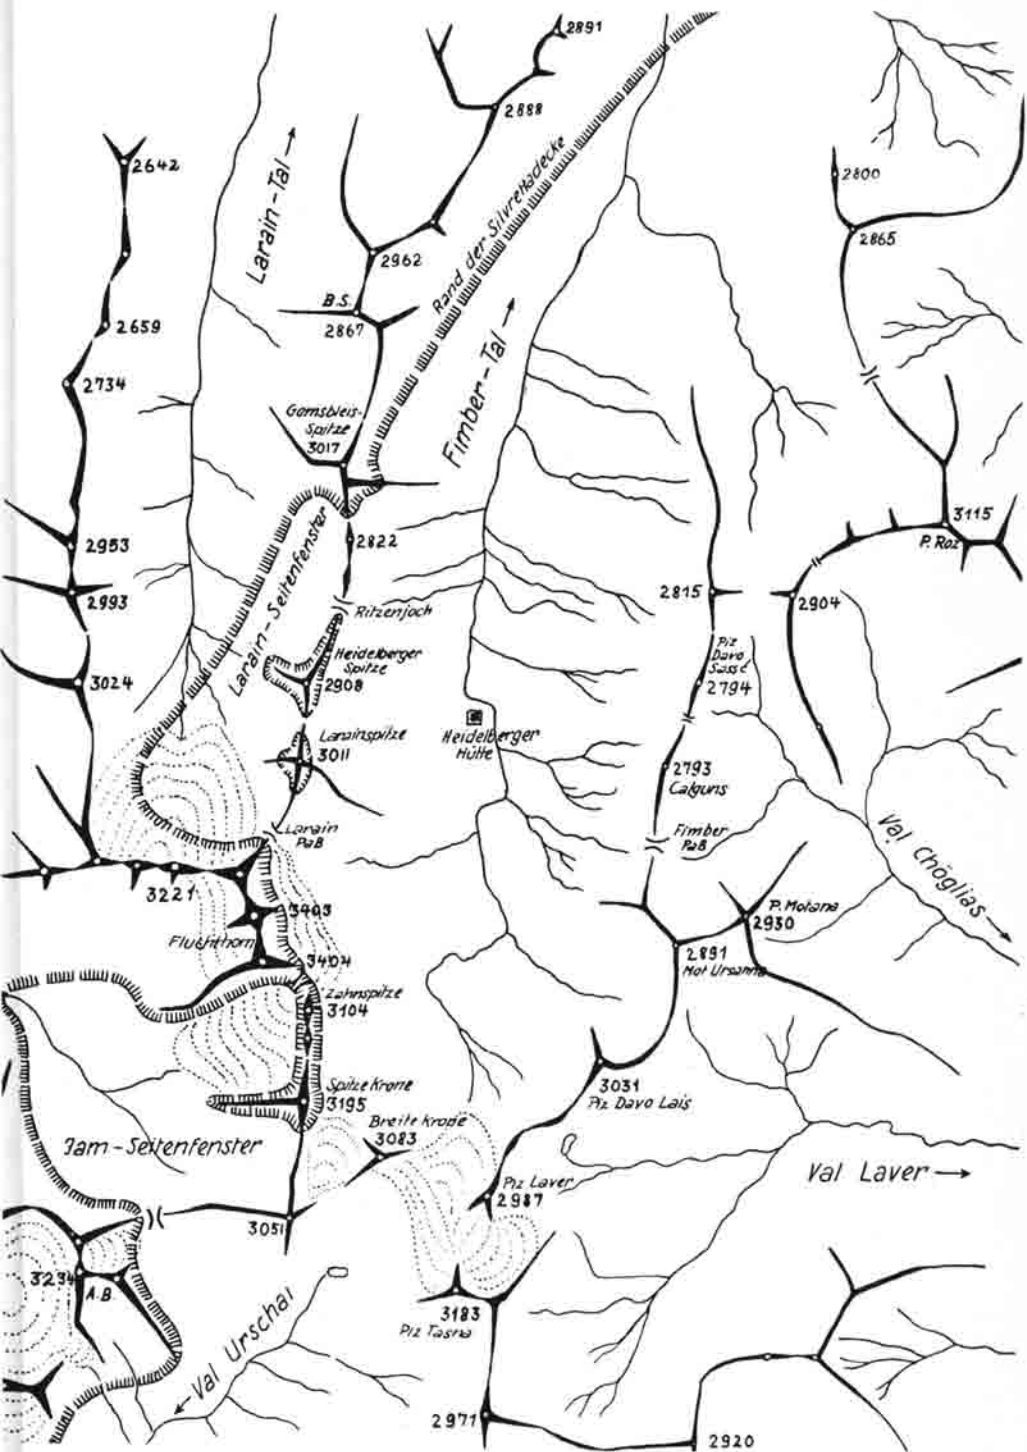 2891
2888
2642
Larain-Tal
Rand der Silvrettadecke
2800
2865
2962
B.S.
2867
2659
2734
Fimber-Tal
Gamsbleis-
Spitze
3017
3115
P. Roz
2953
2822
Larain-Seitenfenster
2993
Ritzenjoch
2815
2904
Heidelberger
Spitze
2908
Piz
Davo
Sassé
2794
3024
Larainspitze
3011
Heidelberger
Hütte
2793
Calguns
Larain
Paß
Fimber
Paß
Val Chöglias
3221
3403
Fluchthorn
3404
P. Motana
2930
2891
Mot Ursanna
Zahnspitze
3104
3031
Piz Davo Lais
Spitze Krone
3195
Breite Krone
3083
Jam-Seitenfenster
Val Laver
Piz Laver
2987
3051
3234
A.B.
Val Urschai
3183
Piz Tasna
2971
2920